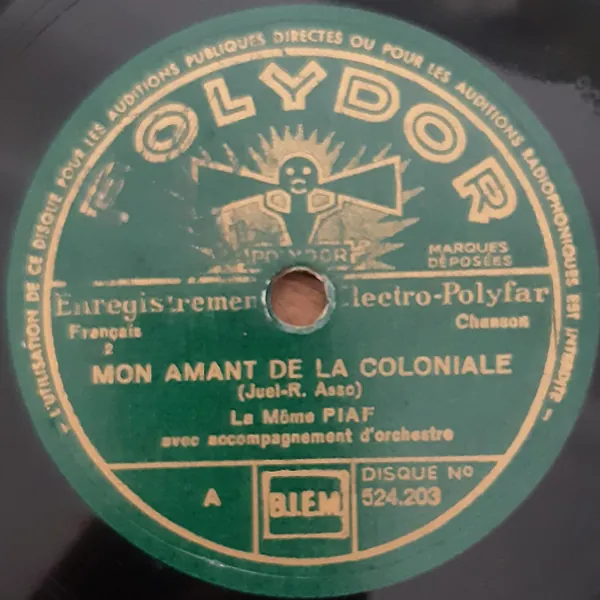 L'UTILISATION DE CE DISQUE POUR LES AUDITIONS PUBLIQUES DIRECTES OU POUR LES AUDITIONS RADIOPHONIQUES EST INTERDITE
POLYDOR
POLYDOR
MARQUES
DÉPOSÉES
Enregistrement Electro-Polyfar
Français
Chanson
2
MON AMANT DE LA COLONIALE
(Juel-R. Asso)
La Môme PIAF
avec accompagnement d'orchestre
A
B.I.E.M
DISQUE No
524.203